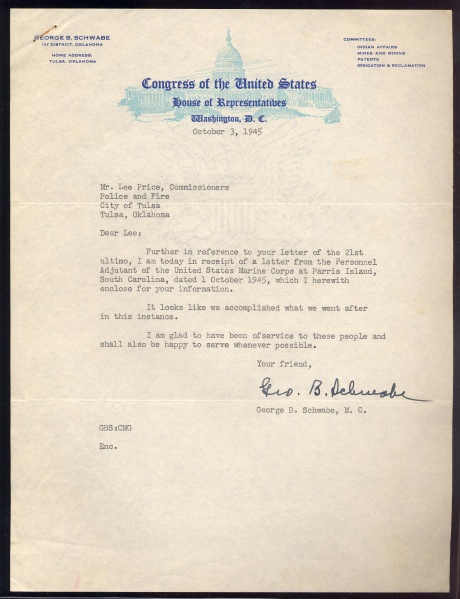 GEORGE B. SCHWABE
1ST DISTRICT, OKLAHOMA
HOME ADDRESS:
TULSA, OKLAHOMA
COMMITTEES:
INDIAN AFFAIRS
MINES AND MINING
PATENTS
IRRIGATION & RECLAMATION
Congress of the United States
House of Representatives
Washington, D. C.
October 3, 1945
Mr. Lee Price, Commissioners
Police and Fire
City of Tulsa
Tulsa, Oklahoma
Dear Lee:
Further in reference to your letter of the 21st
ultimo, I am today in receipt of a letter from the Personnel
Adjutant of the United States Marine Corps at Parris Island,
South Carolina, dated 1 October 1945, which I herewith
enclose for your information.
It looks like we accomplished what we went after
in this instance.
I am glad to have been ofservice to these people and
shall also be happy to serve whenever possible.
Your friend,
Geo. B. Schwabe
George B. Schwabe, M. C.
GBS:CMG
Enc.